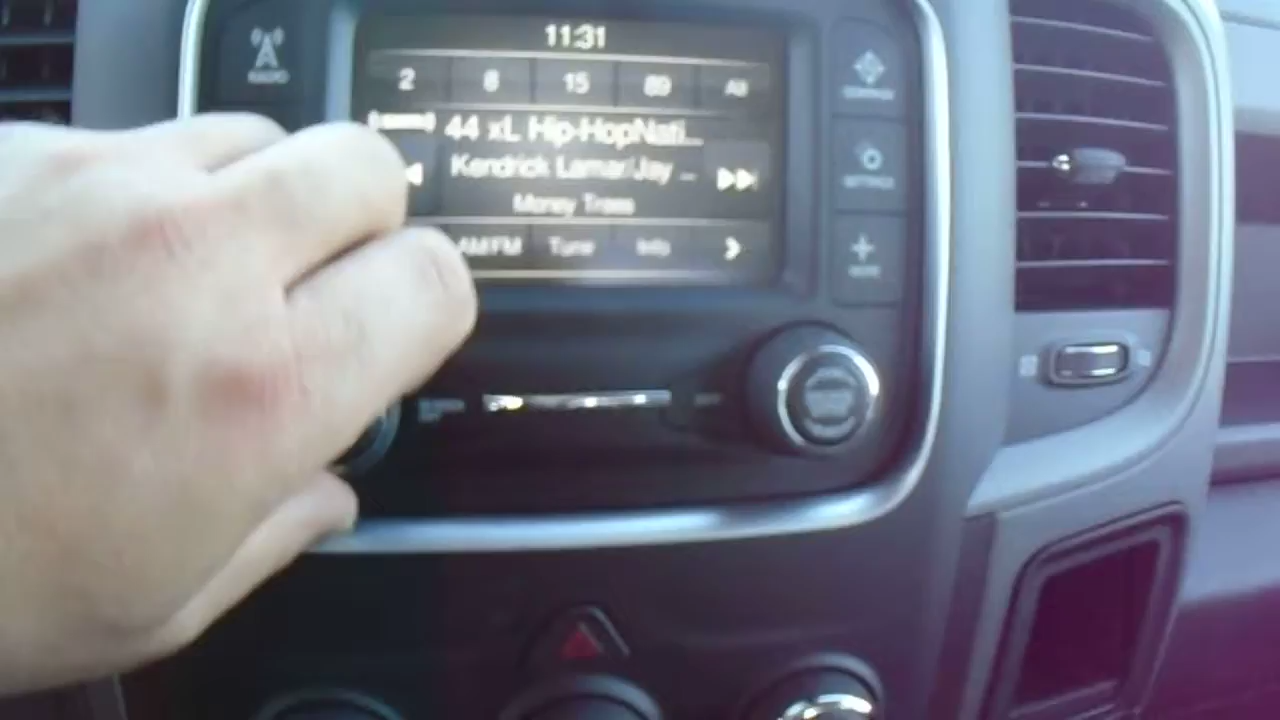 11:31
RADIO
2 8 15 89 All
44 xL Hip-HopNati...
Kendrick Lamar/Jay ...
Money Trees
AM/FM Tune Info
COMPASS
SETTINGS
MORE